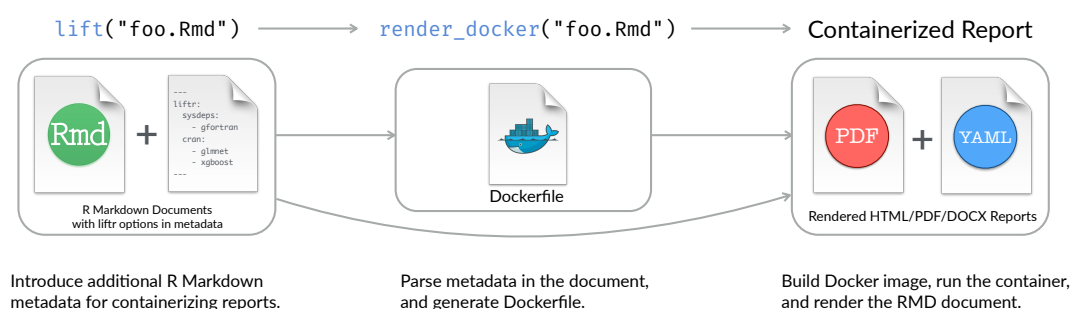 lift("foo.Rmd")
render_docker("foo.Rmd")
Containerized Report
Rmd
+
---
liftr:
  sysdeps:
    - gfortran
  cran:
    - glmnet
    - xgboost
---
R Markdown Documents
with liftr options in metadata
Dockerfile
PDF
+
YAML
Rendered HTML/PDF/DOCX Reports
Introduce additional R Markdown
metadata for containerizing reports.
Parse metadata in the document,
and generate Dockerfile.
Build Docker image, run the container,
and render the RMD document.